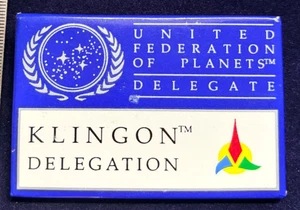 UNITED
FEDERATION
OF PLANETS™
DELEGATE
KLINGON™
DELEGATION